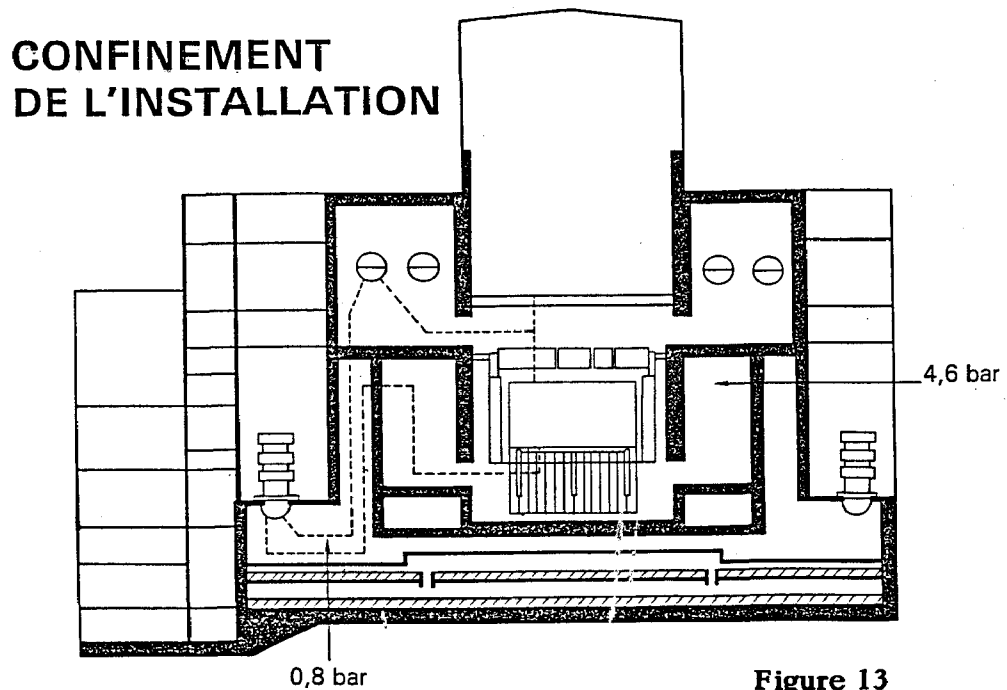 CONFINEMENT
DE L'INSTALLATION
4,6 bar
0,8 bar
Figure 13